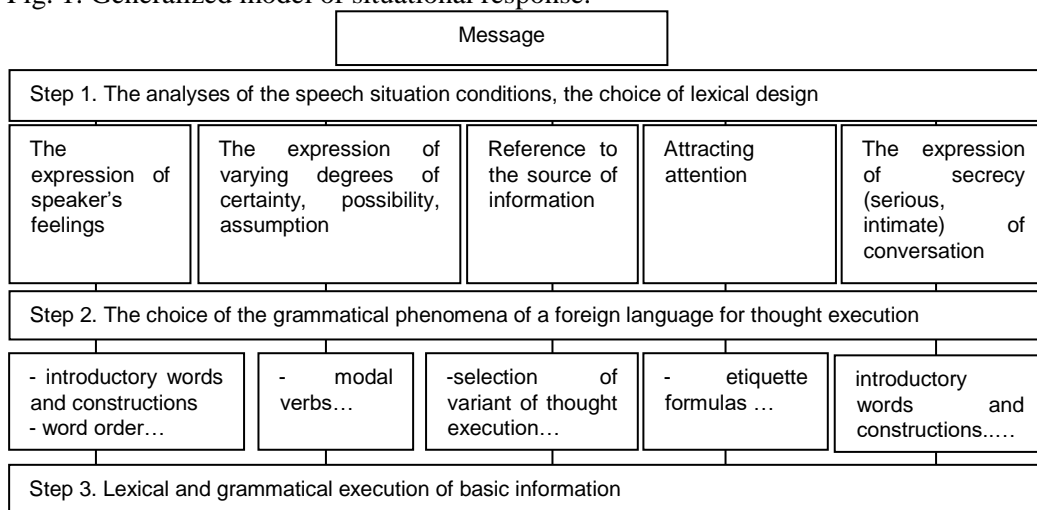 Fig. 1. Generalized model of situational response.
Message
Step 1. The analyses of the speech situation conditions, the choice of lexical design
The
expression of
speaker's
feelings
The expression of
varying degrees of
certainty, possibility,
assumption
Reference to
the source of
information
Attracting
attention
The expression
of secrecy
(serious,
intimate) of
conversation
Step 2. The choice of the grammatical phenomena of a foreign language for thought execution
- introductory words
and constructions
- word order…
- modal
verbs…
-selection of
variant of thought
execution…
- etiquette
formulas …
introductory
words and
constructions..…
Step 3. Lexical and grammatical execution of basic information